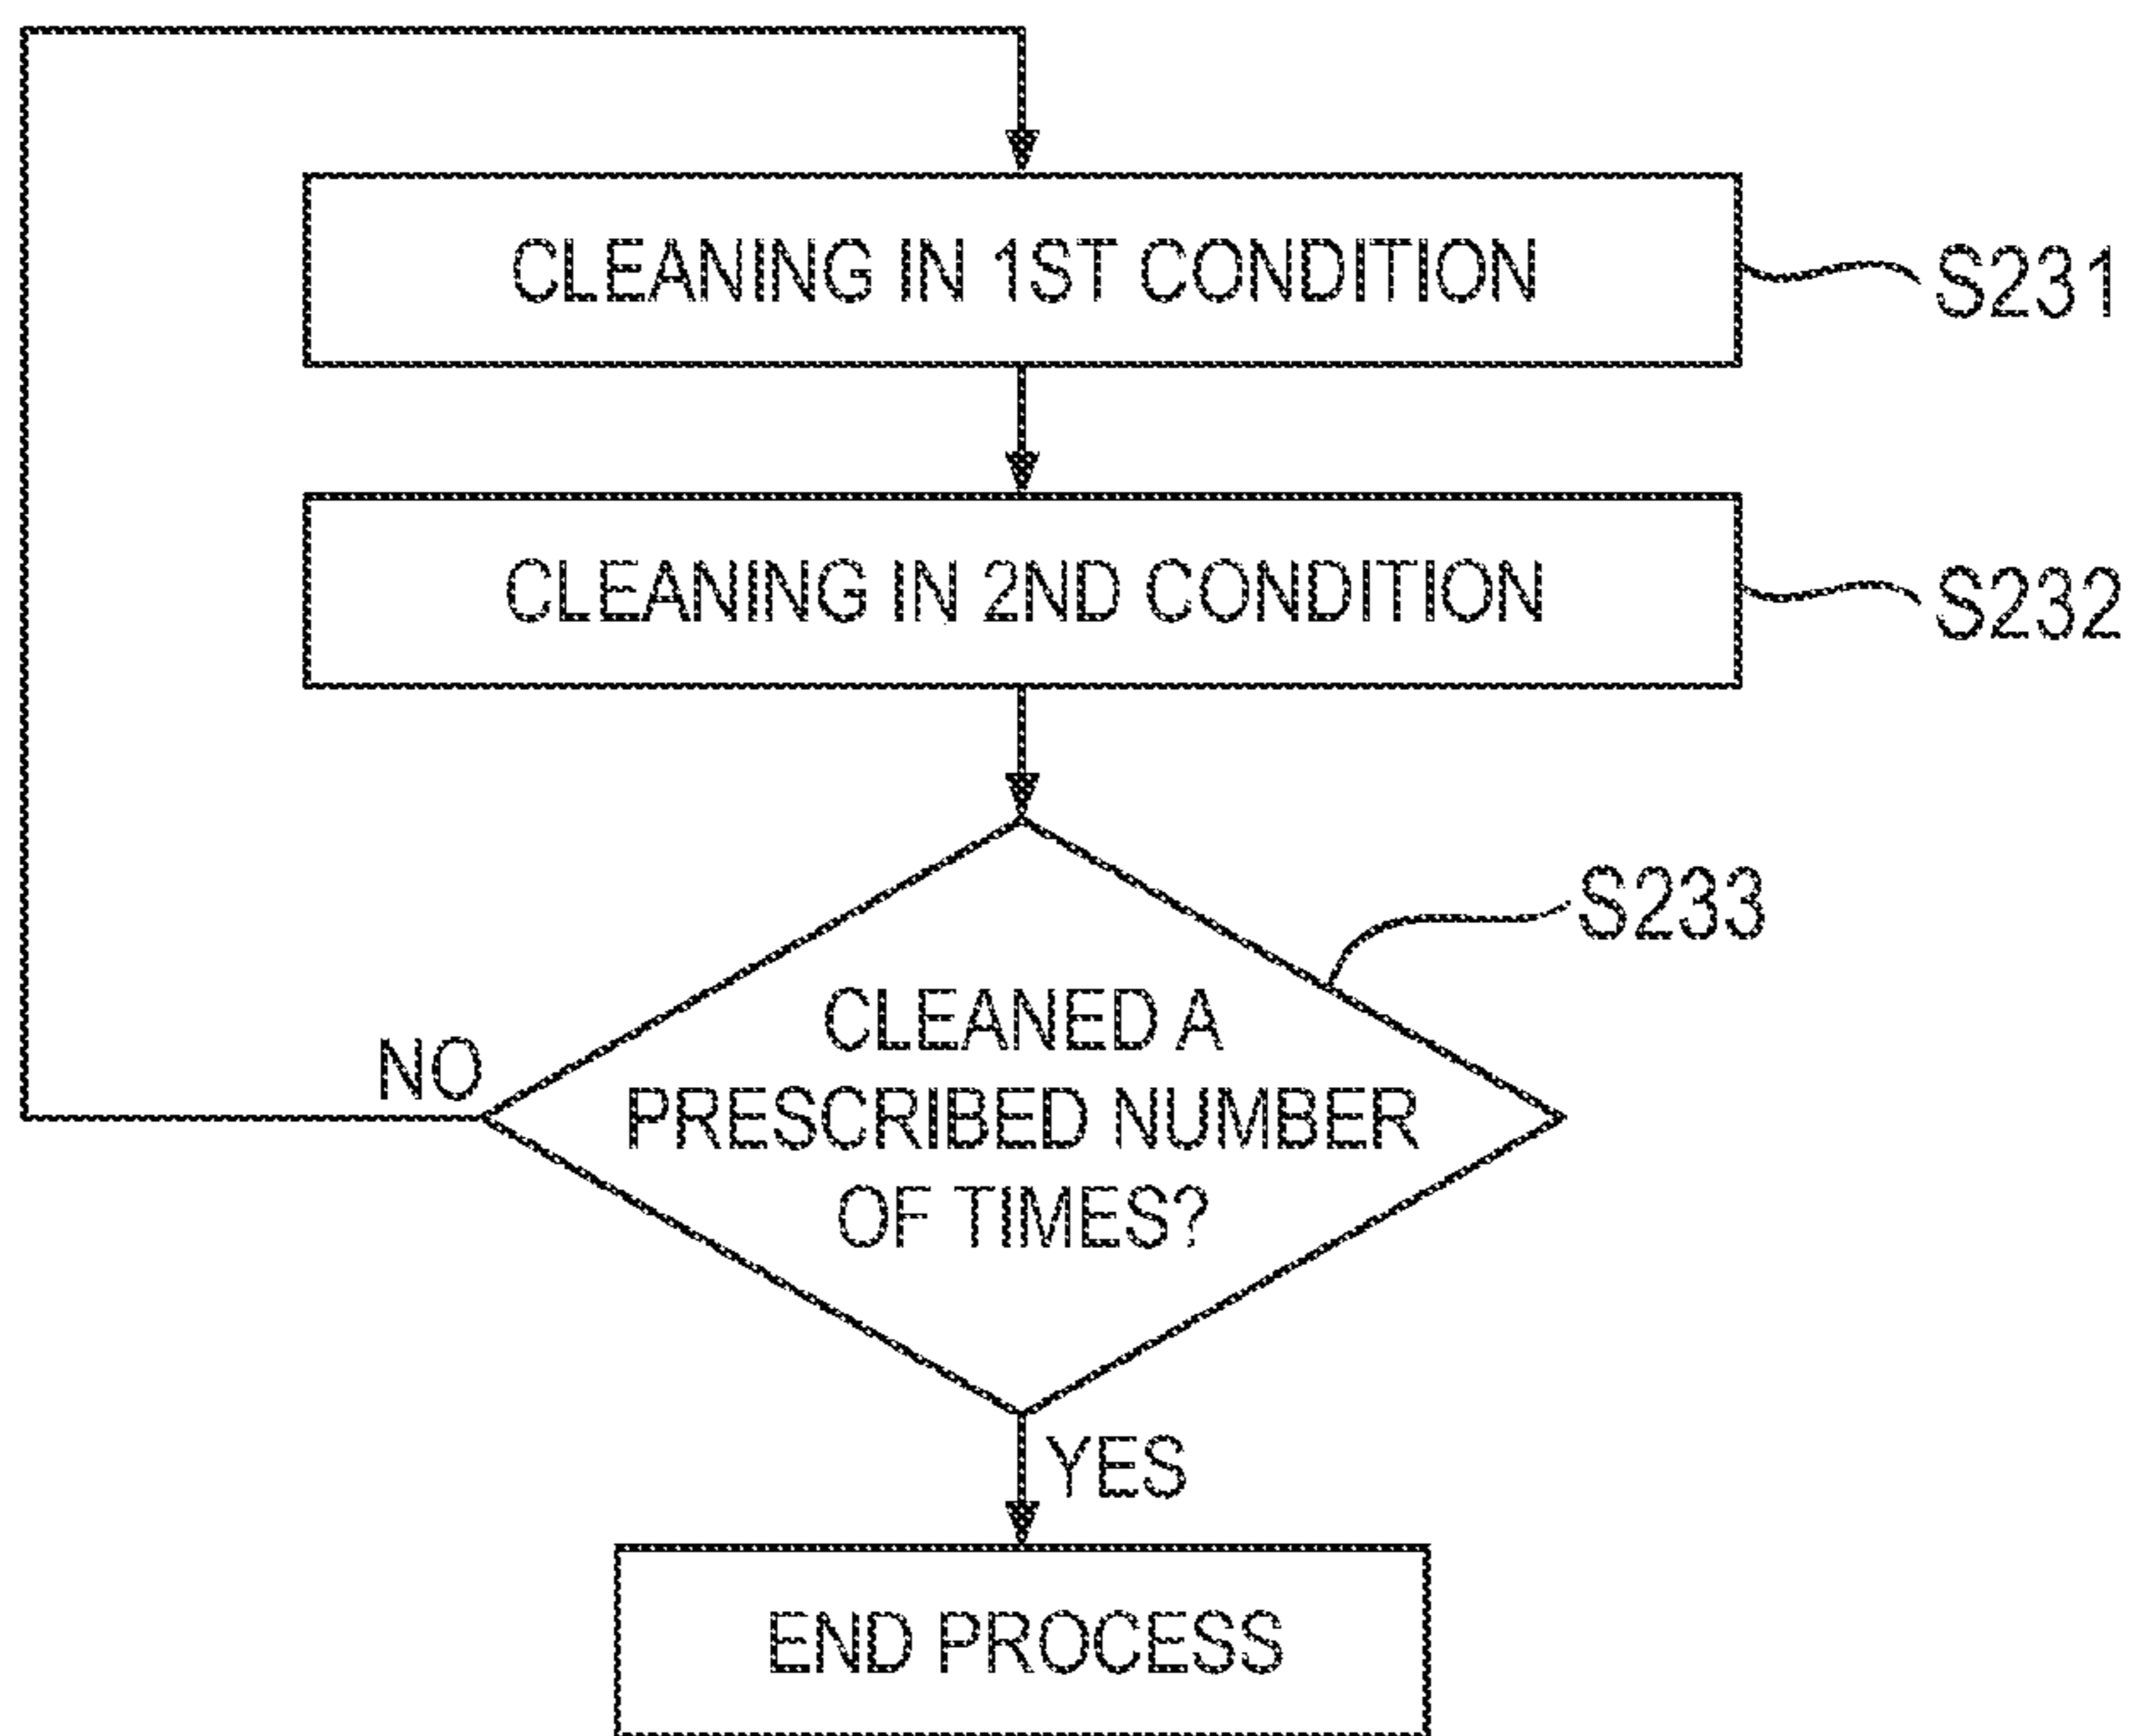 CLEANING IN 1ST CONDITION
S231
CLEANING IN 2ND CONDITION
S232
S233
CLEANED A
PRESCRIBED NUMBER
OF TIMES?
NO
YES
END PROCESS